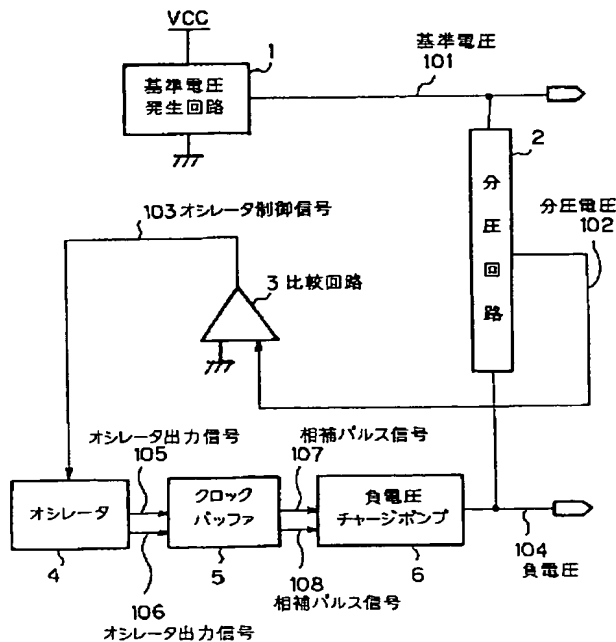 VCC
1
基準電圧
発生回路
基準電圧
101
2
分圧回路
分圧電圧
102
103 オシレータ制御信号
3 比較回路
オシレータ出力信号
105
相補パルス信号
107
オシレータ
クロック
バッファ
負電圧
チャージポンプ
4
5
6
104
負電圧
106
オシレータ出力信号
108
相補パルス信号